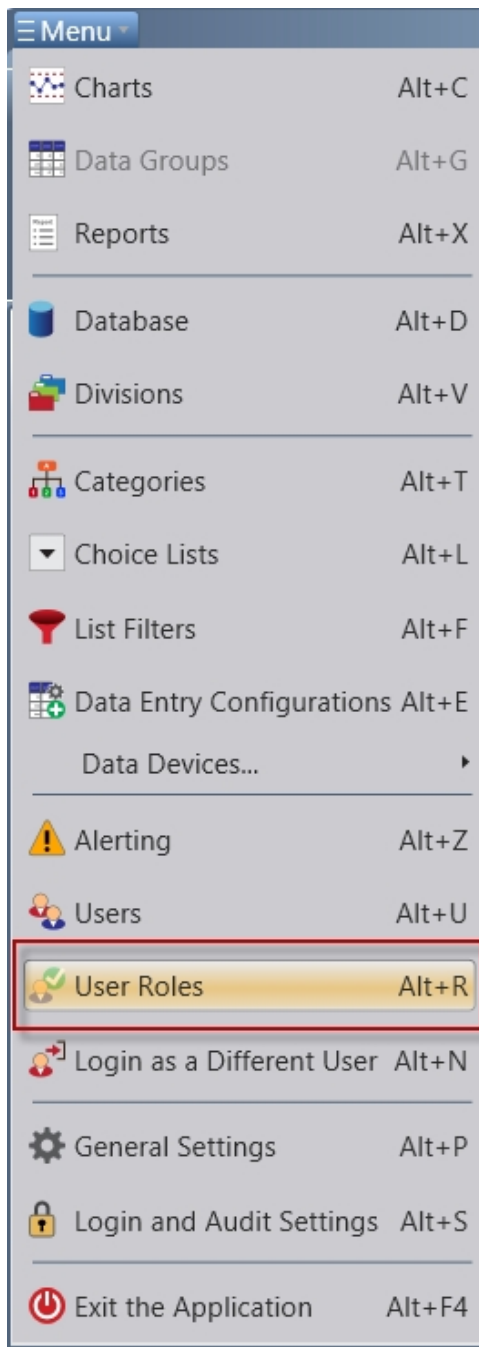 Menu
Charts Alt+C
Data Groups Alt+G
Reports Alt+X
Database Alt+D
Divisions Alt+V
Categories Alt+T
Choice Lists Alt+L
List Filters Alt+F
Data Entry Configurations Alt+E
Data Devices...
Alerting Alt+Z
Users Alt+U
User Roles Alt+R
Login as a Different User Alt+N
General Settings Alt+P
Login and Audit Settings Alt+S
Exit the Application Alt+F4